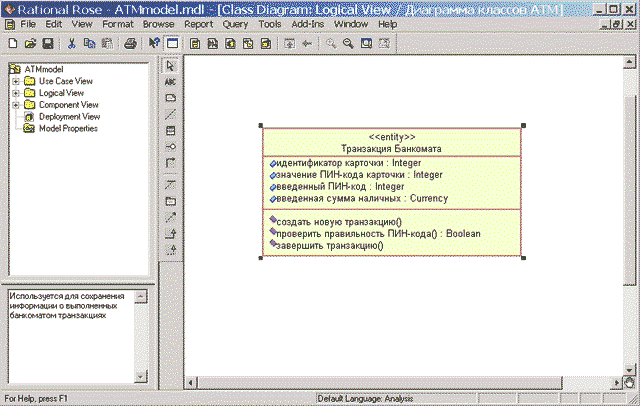 Rational Rose - ATMmodel.mdl - [Class Diagram: Logical View / Диаграмма классов ATM]
File Edit View Format Browse Report Query Tools Add-Ins Window Help
ABC
ATMmodel
Use Case View
Logical View
Component View
Deployment View
Model Properties
<<entity>>
Транзакция Банкомата
идентификатор карточки : Integer
значение ПИН-кода карточки : Integer
введенный ПИН-код : Integer
введенная сумма наличных : Currency
создать новую транзакцию()
проверить правильность ПИН-кода() : Boolean
завершить транзакцию()
Используется для сохранения
информации о выполненных
банкоматом транзакциях
For Help, press F1
Default Language: Analysis